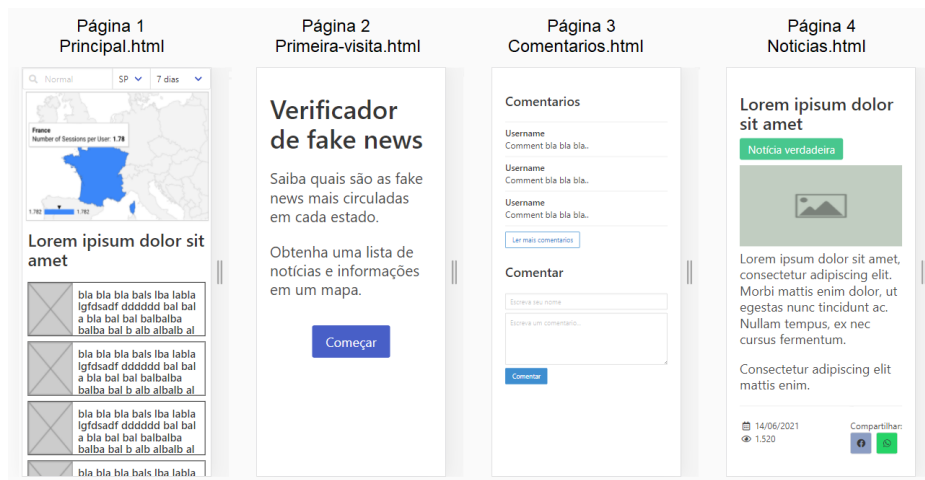 Página 1
Principal.html
Normal
SP
7 dias
France
Number of Sessions per User: 1.78
1.782
1.782
Lorem ipisum dolor sit
amet
bla bla bla bals lba labla
lgfdsadf dddddd bal bal
a bla bal bal balbalba
balba bal b alb albalb al
bla bla bla bals lba labla
lgfdsadf dddddd bal bal
a bla bal bal balbalba
balba bal b alb albalb al
bla bla bla bals lba labla
lgfdsadf dddddd bal bal
a bla bal bal balbalba
balba bal b alb albalb al
bla bla bla bals lba labla
Página 2
Primeira-visita.html
Verificador
de fake news
Saiba quais são as fake
news mais circuladas
em cada estado.
Obtenha uma lista de
notícias e informações
em um mapa.
Começar
Página 3
Comentarios.html
Comentarios
Username
Comment bla bla bla..
Username
Comment bla bla bla..
Username
Comment bla bla bla..
Ler mais comentarios
Comentar
Escreva seu nome
Escreva um comentario...
Comentar
Página 4
Noticias.html
Lorem ipisum dolor
sit amet
Notícia verdadeira
Lorem ipsum dolor sit amet,
consectetur adipiscing elit.
Morbi mattis enim dolor, ut
egestas nunc tincidunt ac.
Nullam tempus, ex nec
cursus fermentum.
Consectetur adipiscing elit
mattis enim.
14/06/2021
1.520
Compartilhar: